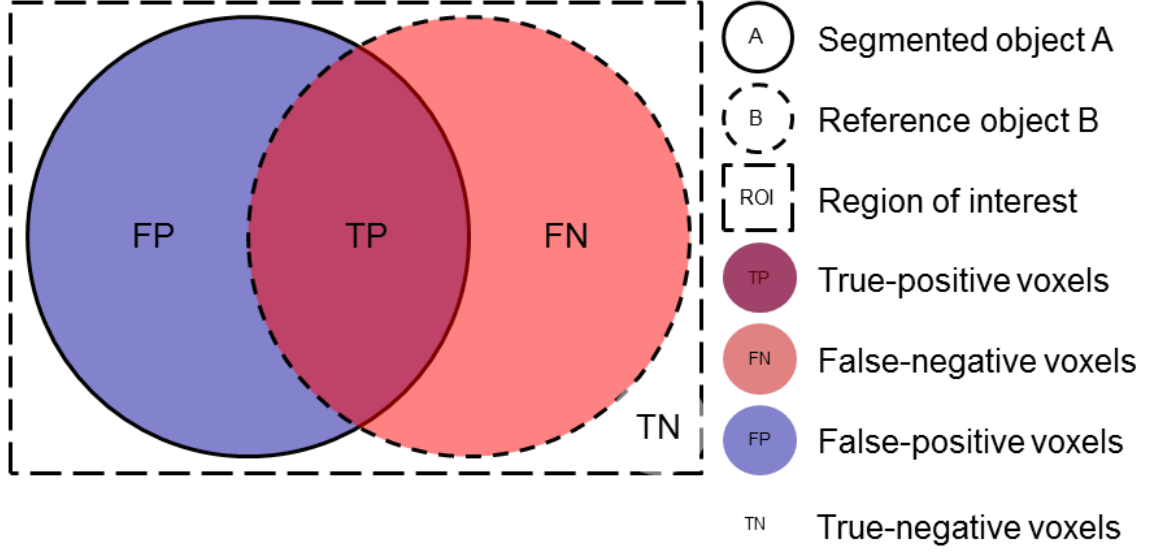 FP
TP
FN
TN
A Segmented object A
B Reference object B
ROI Region of interest
TP True-positive voxels
FN False-negative voxels
FP False-positive voxels
TN True-negative voxels